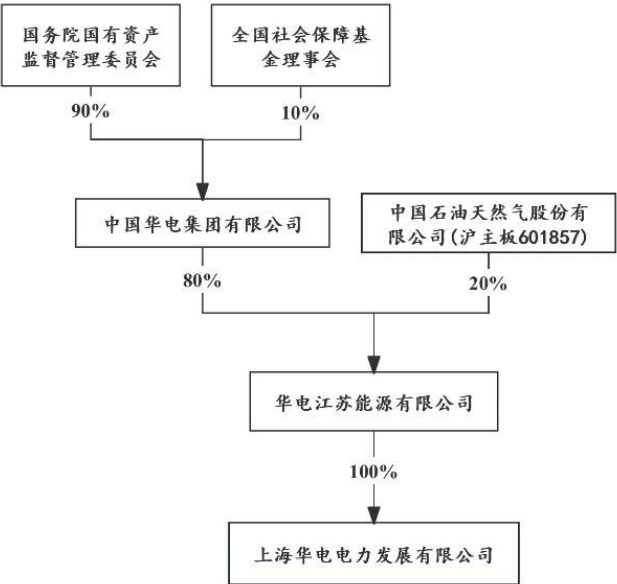 国务院国有资产
监督管理委员会
全国社会保障基
金理事会
90%
10%
中国华电集团有限公司
中国石油天然气股份有
限公司(沪主板601857)
80%
20%
华电江苏能源有限公司
100%
上海华电电力发展有限公司